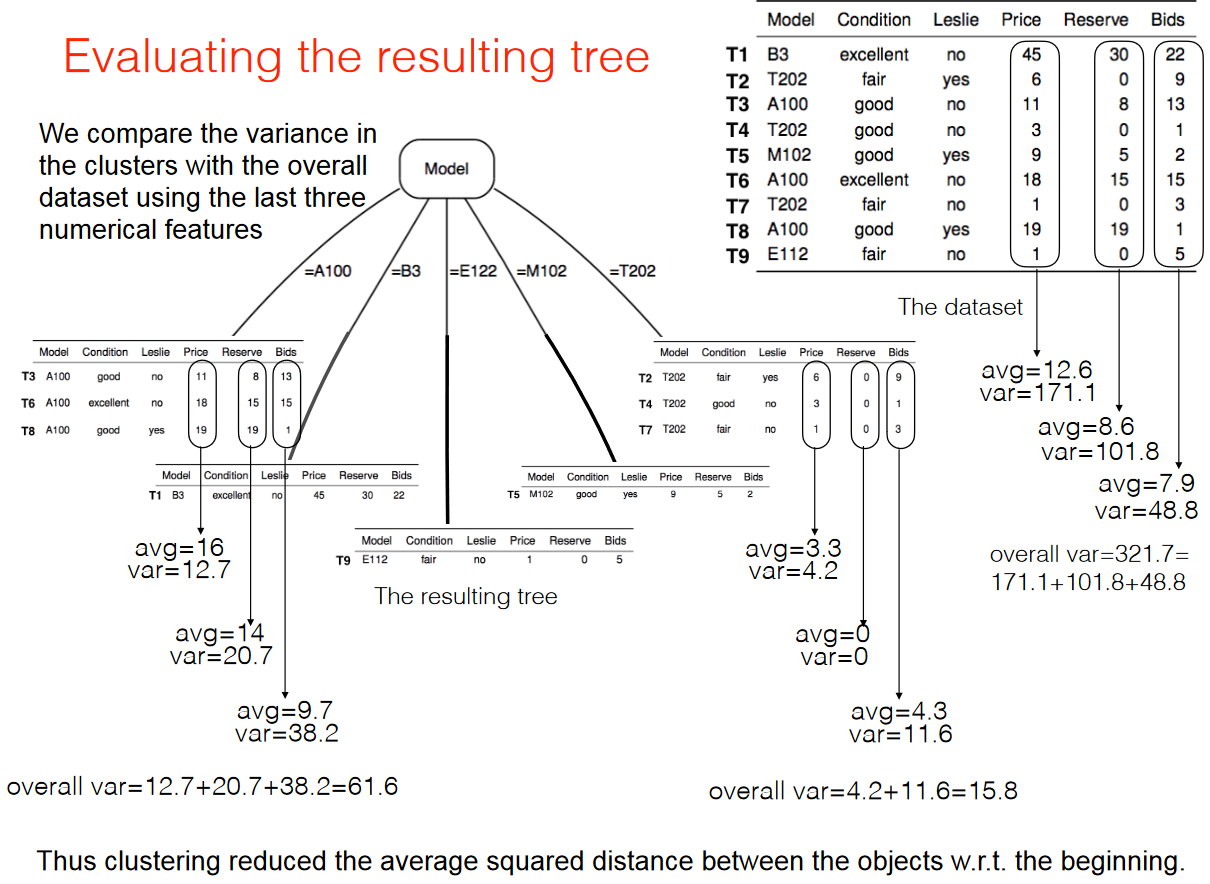 Evaluating the resulting tree
We compare the variance in
the clusters with the overall
dataset using the last three
numerical features
Model Condition Leslie Price Reserve Bids
T1 B3 excellent no 45 30 22
T2 T202 fair yes 6 0 9
T3 A100 good no 11 8 13
T4 T202 good no 3 0 1
T5 M102 good yes 9 5 2
T6 A100 excellent no 18 15 15
T7 T202 fair no 1 0 3
T8 A100 good yes 19 19 1
T9 E112 fair no 1 0 5
The dataset
avg=12.6
var=171.1
avg=8.6
var=101.8
avg=7.9
var=48.8
overall var=321.7=
171.1+101.8+48.8
Model
=A100 =B3 =E122 =M102 =T202
Model Condition Leslie Price Reserve Bids
T3 A100 good no 11 8 13
T6 A100 excellent no 18 15 15
T8 A100 good yes 19 19 1
Model Condition Leslie Price Reserve Bids
T1 B3 excellent no 45 30 22
Model Condition Leslie Price Reserve Bids
T9 E112 fair no 1 0 5
Model Condition Leslie Price Reserve Bids
T5 M102 good yes 9 5 2
Model Condition Leslie Price Reserve Bids
T2 T202 fair yes 6 0 9
T4 T202 good no 3 0 1
T7 T202 fair no 1 0 3
The resulting tree
avg=16
var=12.7
avg=14
var=20.7
avg=9.7
var=38.2
overall var=12.7+20.7+38.2=61.6
avg=3.3
var=4.2
avg=0
var=0
avg=4.3
var=11.6
overall var=4.2+11.6=15.8
Thus clustering reduced the average squared distance between the objects w.r.t. the beginning.